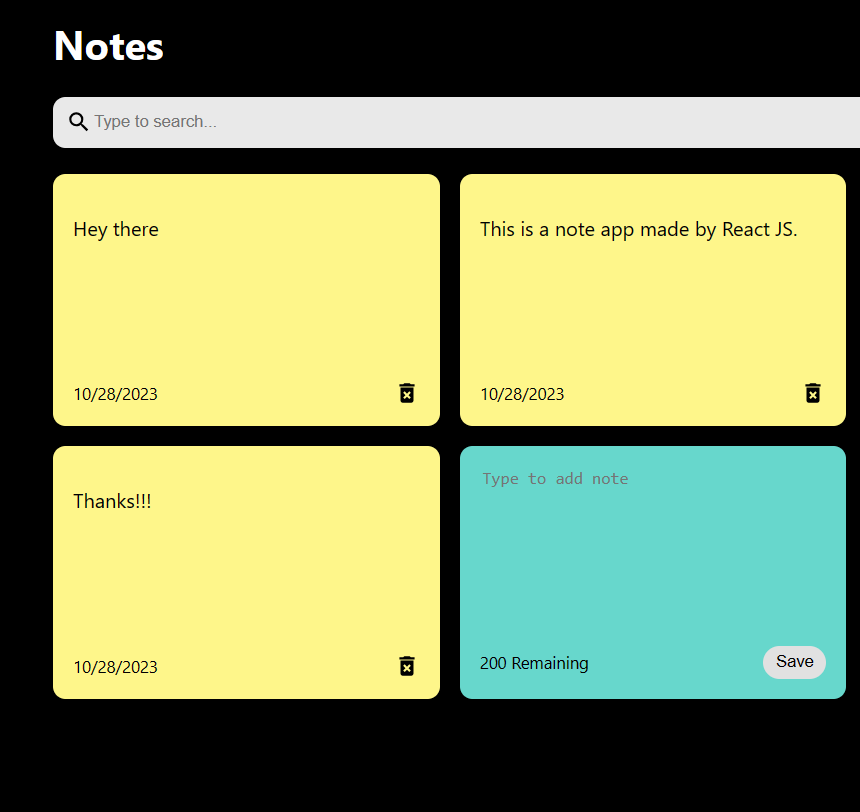 Notes
Type to search...
Hey there
10/28/2023
This is a note app made by React JS.
10/28/2023
Thanks!!!
10/28/2023
Type to add note
200 Remaining
Save